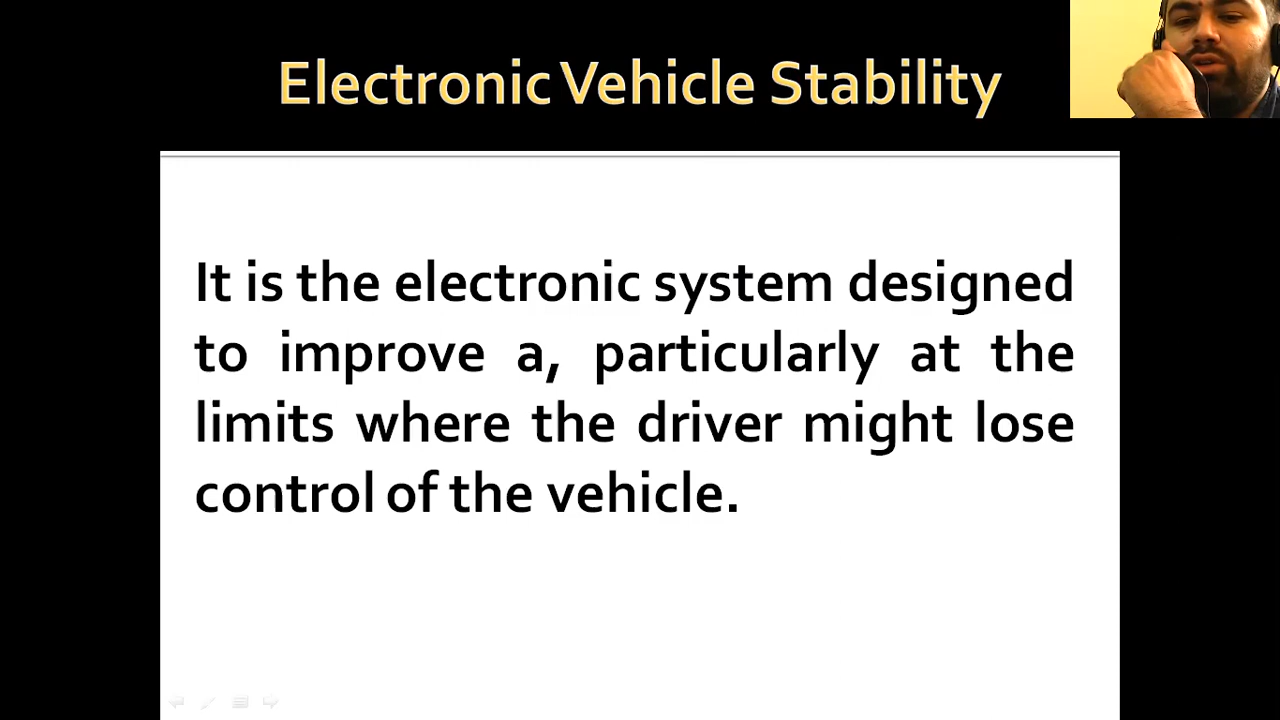 Electronic Vehicle Stability
It is the electronic system designed
to improve a, particularly at the
limits where the driver might lose
control of the vehicle.